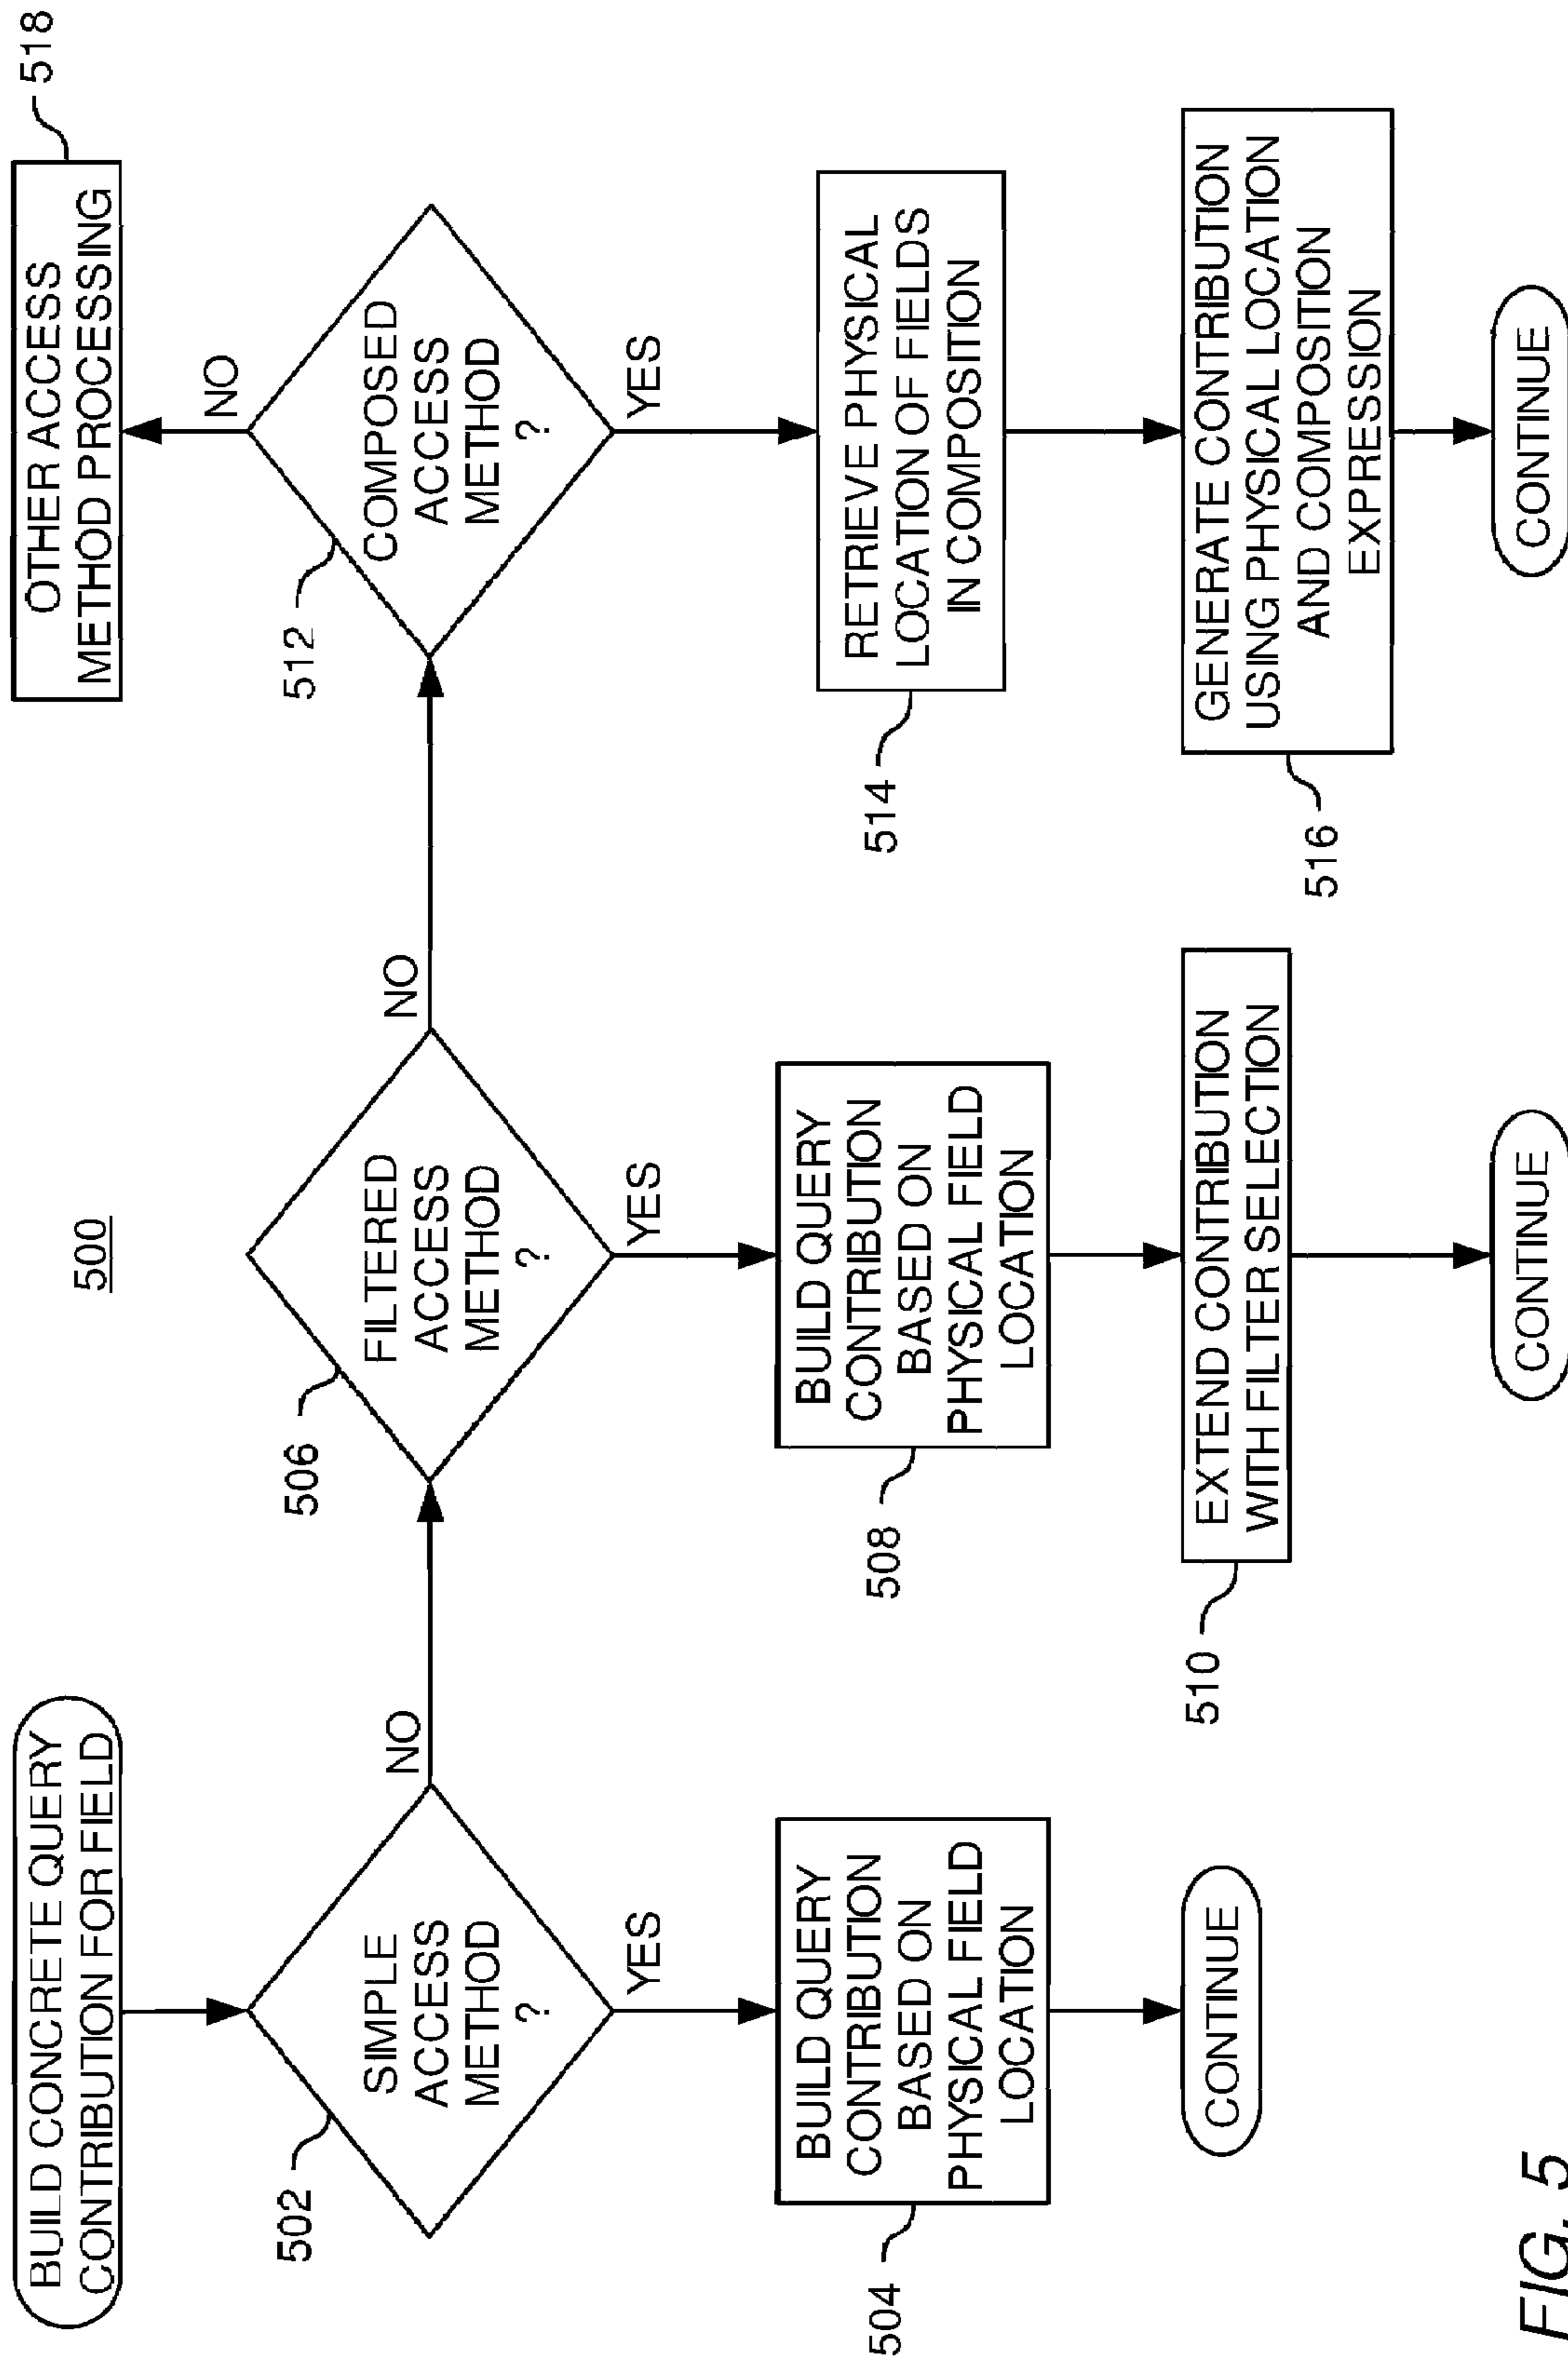 500
BUILD CONCRETE QUERY
CONTRIBUTION FOR FIELD
502
SIMPLE
ACCESS
METHOD
?
NO
YES
504
BUILD QUERY
CONTRIBUTION
BASED ON
PHYSICAL FIELD
LOCATION
CONTINUE
506
FILTERED
ACCESS
METHOD
?
NO
YES
508
BUILD QUERY
CONTRIBUTION
BASED ON
PHYSICAL FIELD
LOCATION
510
EXTEND CONTRIBUTION
WITH FILTER SELECTION
CONTINUE
512
COMPOSED
ACCESS
METHOD
?
NO
518
OTHER ACCESS
METHOD PROCESSING
YES
514
RETRIEVE PHYSICAL
LOCATION OF FIELDS
IN COMPOSITION
516
GENERATE CONTRIBUTION
USING PHYSICAL LOCATION
AND COMPOSITION
EXPRESSION
CONTINUE
FIG. 5